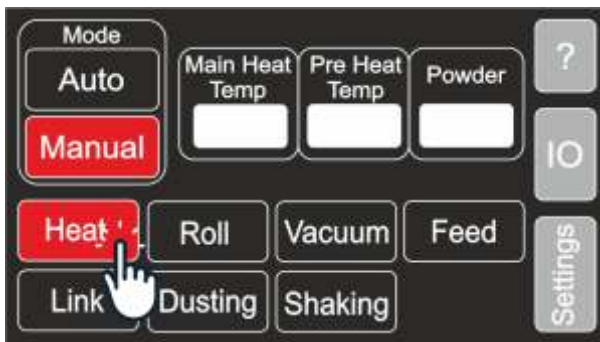 Mode
Auto
Manual
Main Heat
Temp
Pre Heat
Temp
Powder
?
IO
Settings
Heat
Roll
Vacuum
Feed
Link
Dusting
Shaking